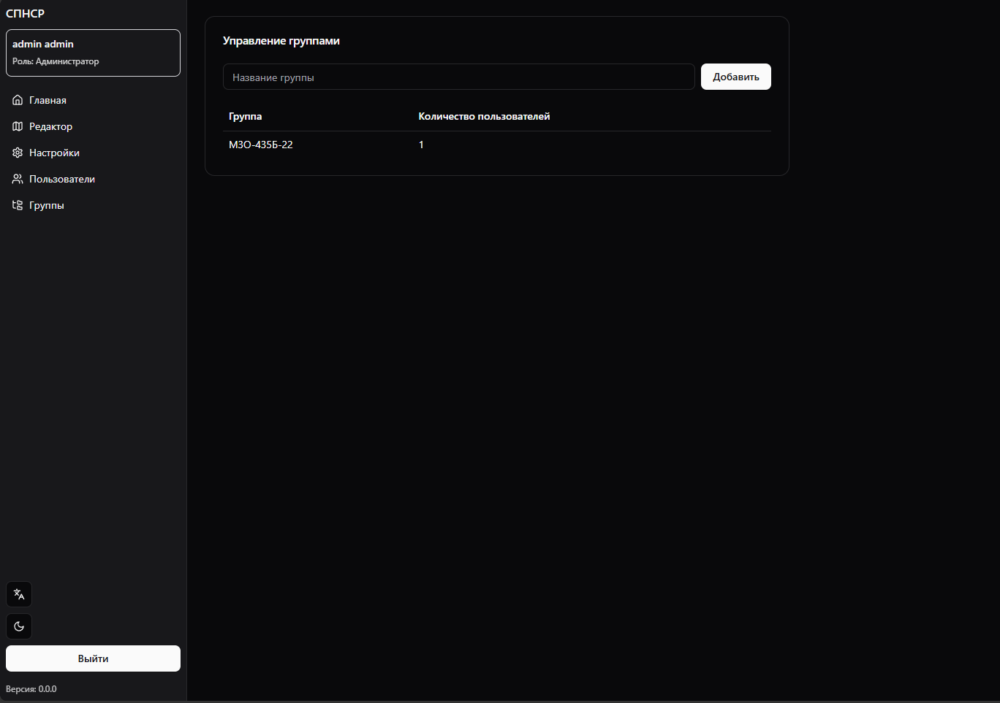 СПНСР
admin admin
Роль: Администратор
Главная
Редактор
Настройки
Пользователи
Группы
Выйти
Версия: 0.0.0
Управление группами
Название группы
Добавить
Группа Количество пользователей
МЗО-435Б-22 1